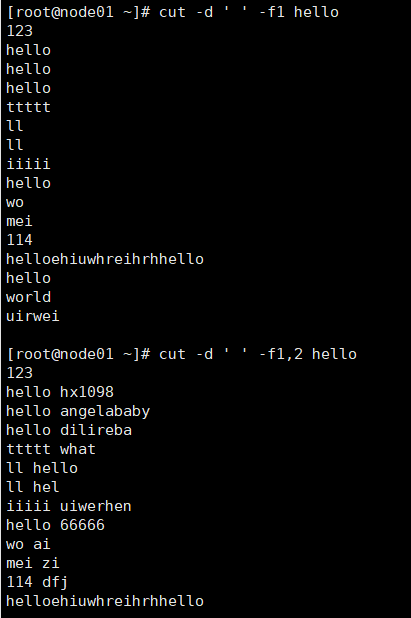 [root@node01 ~]# cut -d ' ' -f1 hello
123
hello
hello
hello
ttttt
ll
ll
iiiii
hello
wo
mei
114
helloehiuwhreihrhhello
hello
world
uirwei

[root@node01 ~]# cut -d ' ' -f1,2 hello
123
hello hx1098
hello angelababy
hello dilireba
ttttt what
ll hello
ll hel
iiiii uiwerhen
hello 66666
wo ai
mei zi
114 dfj
helloehiuwhreihrhhello